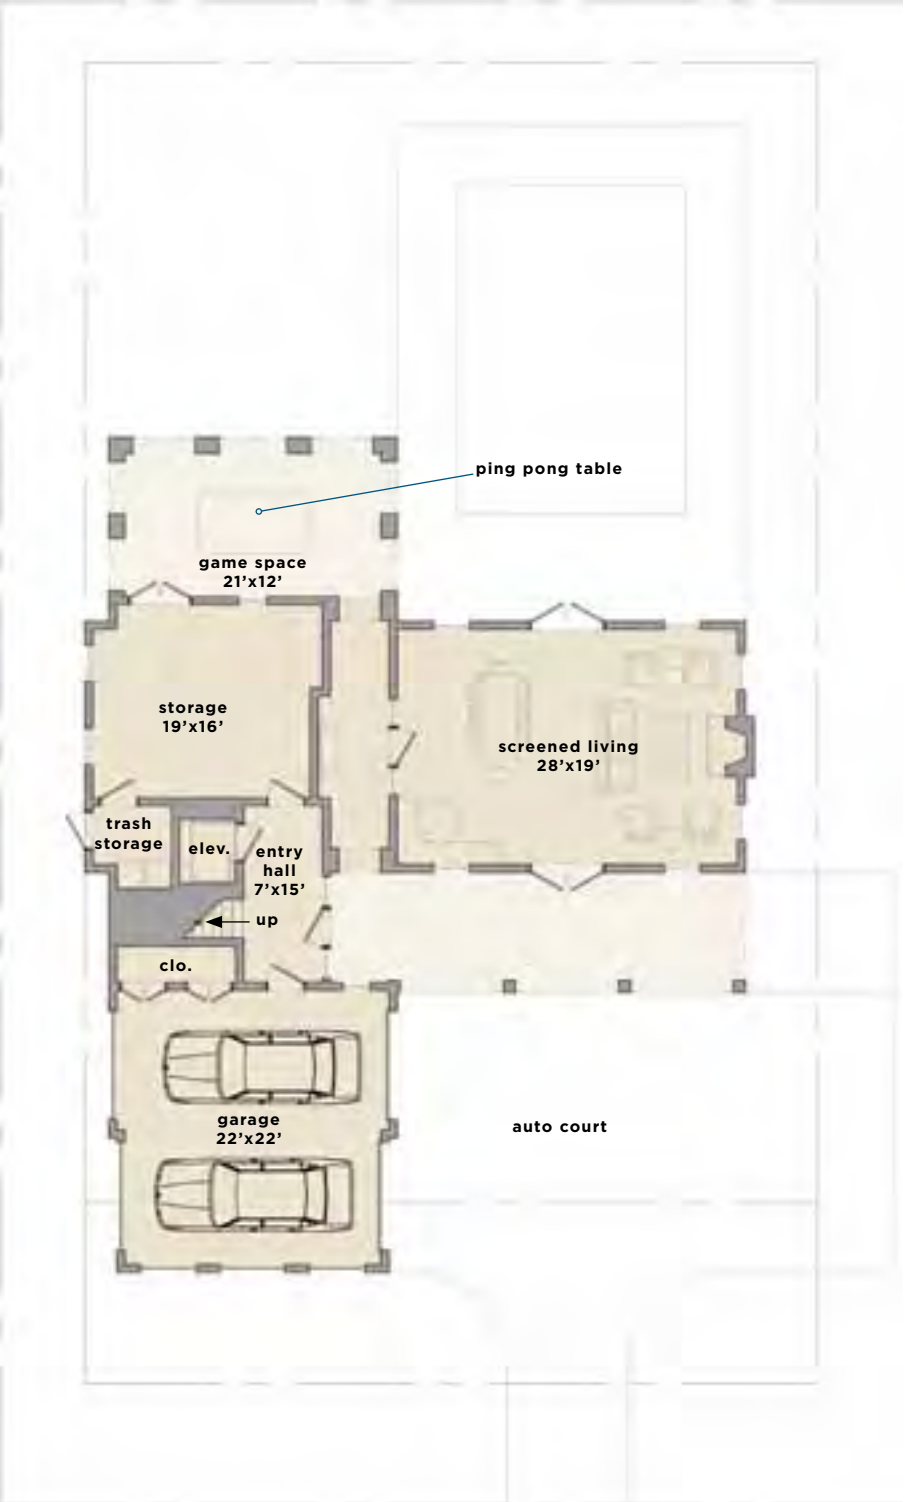 ping pong table
game space
21’x12’
storage
19’x16’
screened living
28’x19’
trash
storage
elev.
entry
hall
7’x15’
up
clo.
garage
22’x22’
auto court